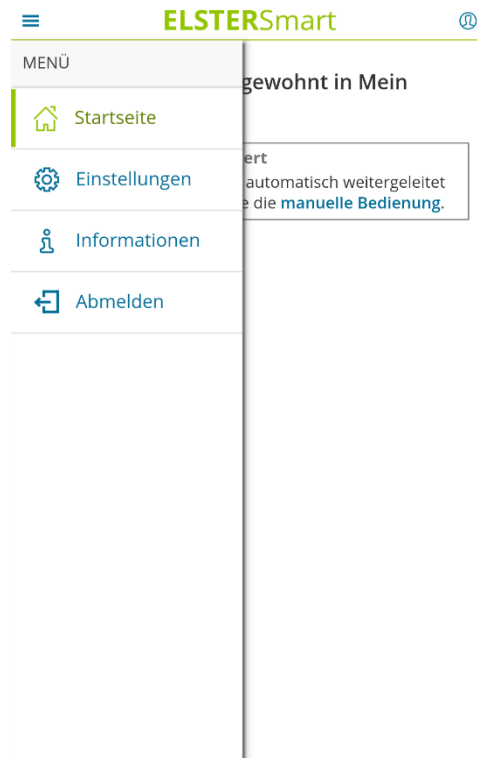 ELSTERSmart
MENÜ
Startseite
Einstellungen
Informationen
Abmelden
gewohnt in Mein
ert
automatisch weitergeleitet
e die manuelle Bedienung.